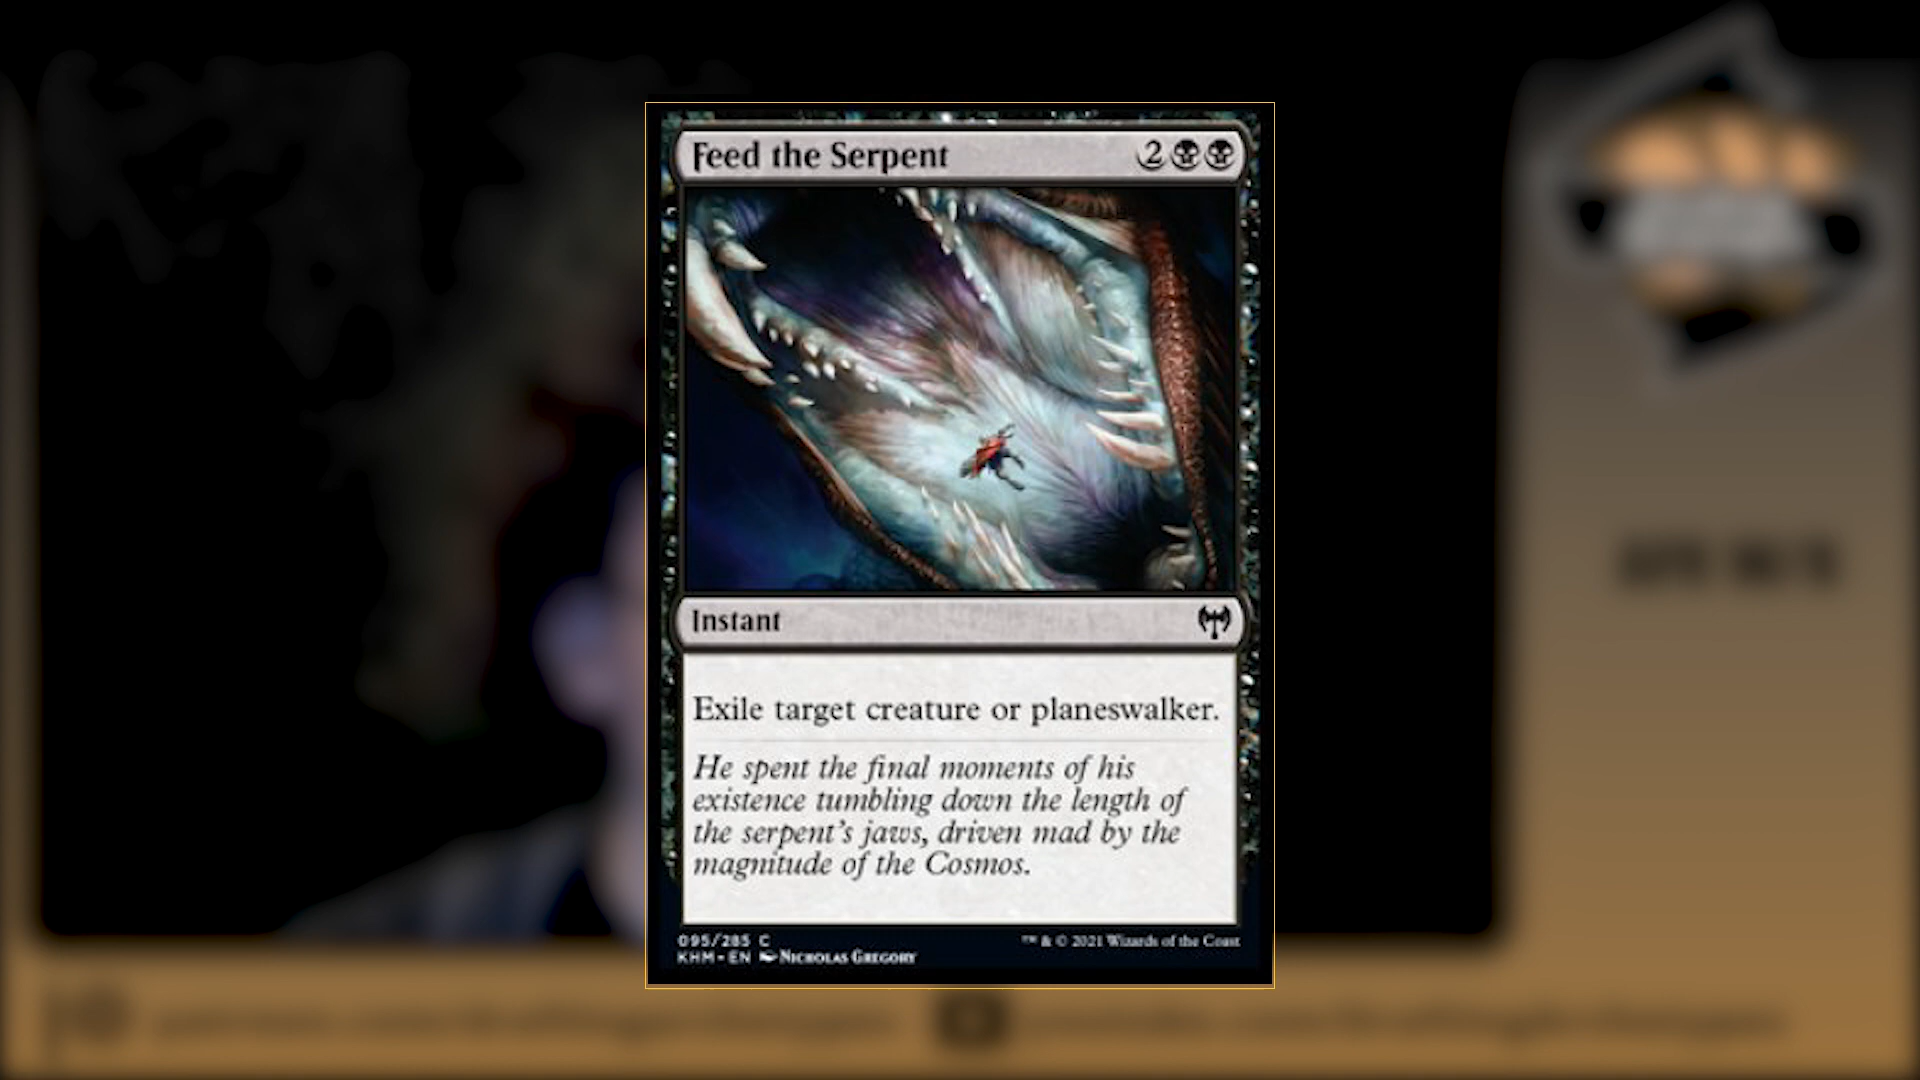 Feed the Serpent 2
Instant
Exile target creature or planeswalker.
He spent the final moments of his
existence tumbling down the length of
the serpent's jaws, driven mad by the
magnitude of the Cosmos.
095/285 C
KHM • EN Nicholas Gregory
™ & © 2021 Wizards of the Coast